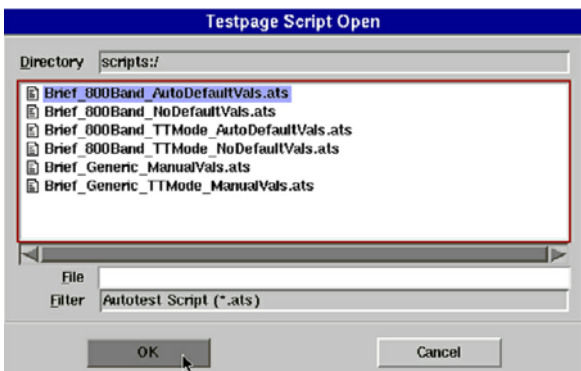 Testpage Script Open
Directory scripts:/
Brief_800Band_AutoDefaultVals.ats
Brief_800Band_NoDefaultVals.ats
Brief_800Band_TTMode_AutoDefaultVals.ats
Brief_800Band_TTMode_NoDefaultVals.ats
Brief_Generic_ManualVals.ats
Brief_Generic_TTMode_ManualVals.ats
File
Filter Autotest Script (*.ats)
OK Cancel